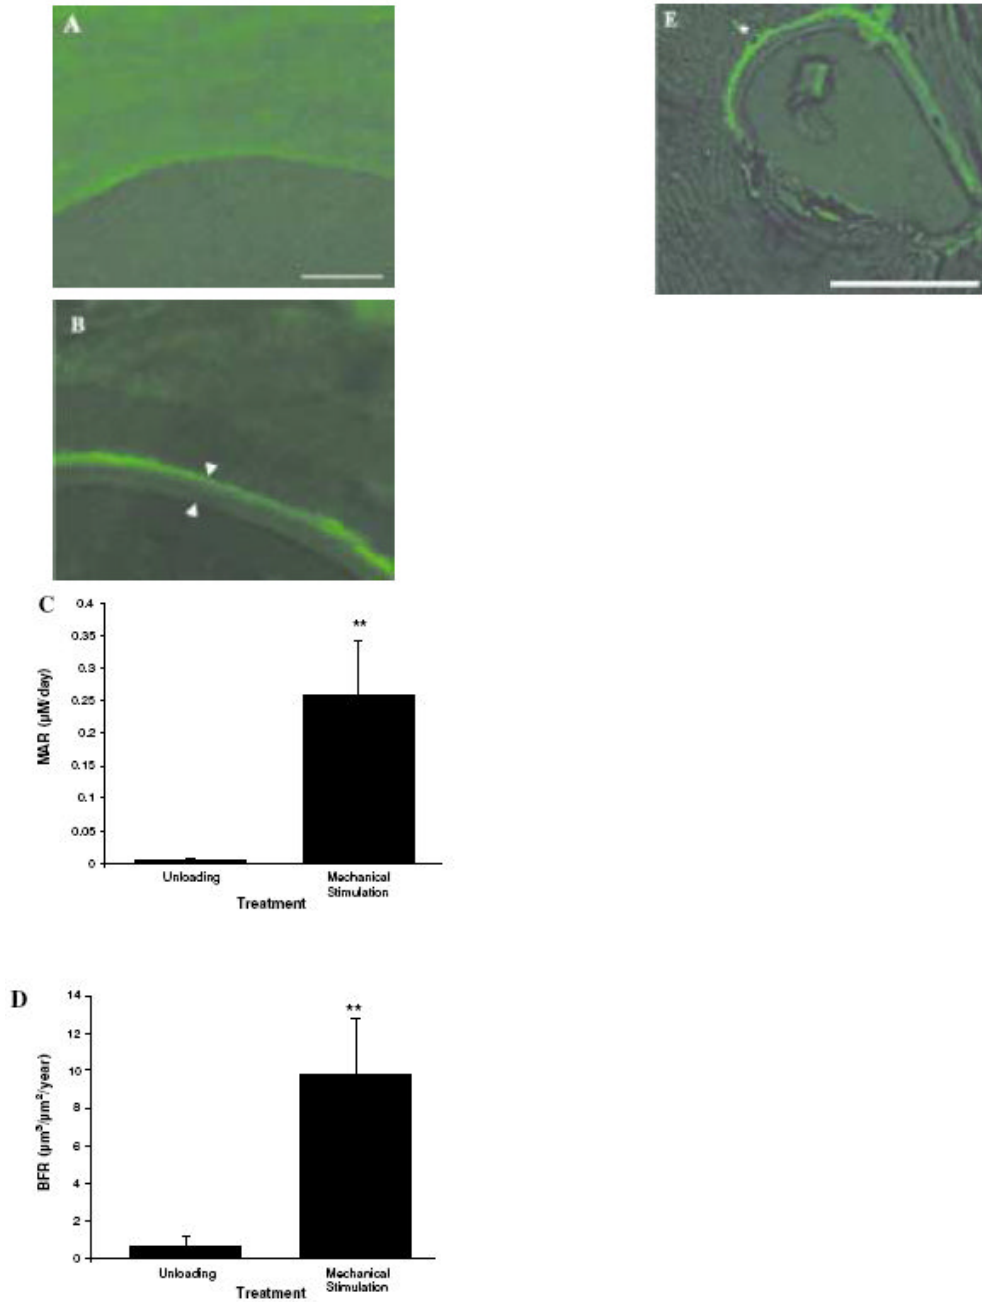 A
E
B
C
0.4
0.35
0.3
0.25
0.2
0.15
0.1
0.05
0
MAR (µM/day)
**
Unloading
Mechanical
Stimulation
Treatment
D
14
12
10
8
6
4
2
0
BFR (µm³/µm²/year)
**
Unloading
Mechanical
Stimulation
Treatment